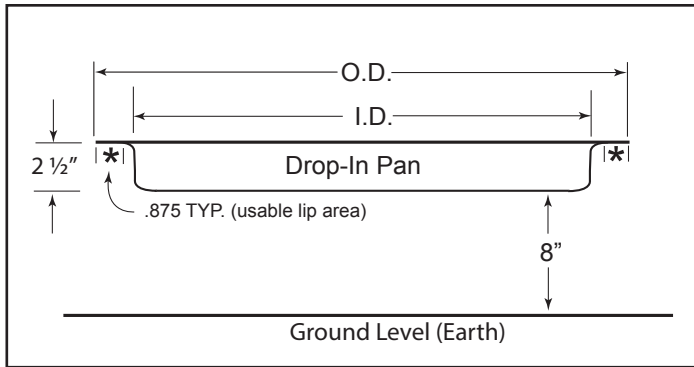 O.D.
I.D.
2 ½”
*
Drop-In Pan
*
.875 TYP. (usable lip area)
8”
Ground Level (Earth)